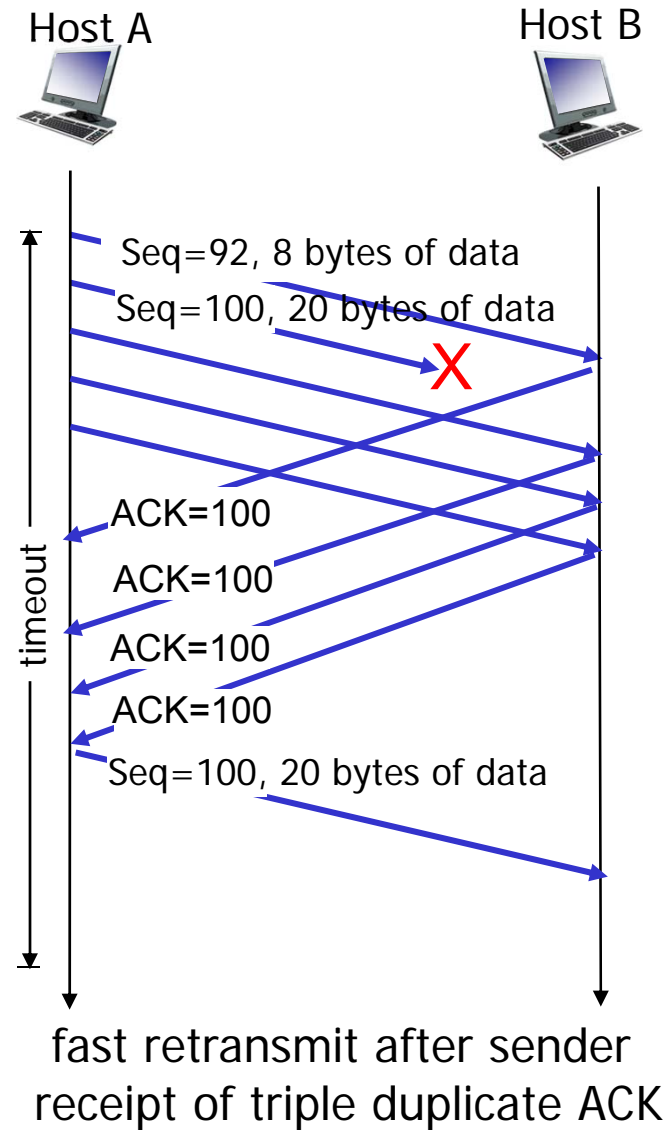 Host A
Host B
Seq=92, 8 bytes of data
Seq=100, 20 bytes of data
X
ACK=100
ACK=100
timeout
ACK=100
ACK=100
Seq=100, 20 bytes of data
fast retransmit after sender
receipt of triple duplicate ACK